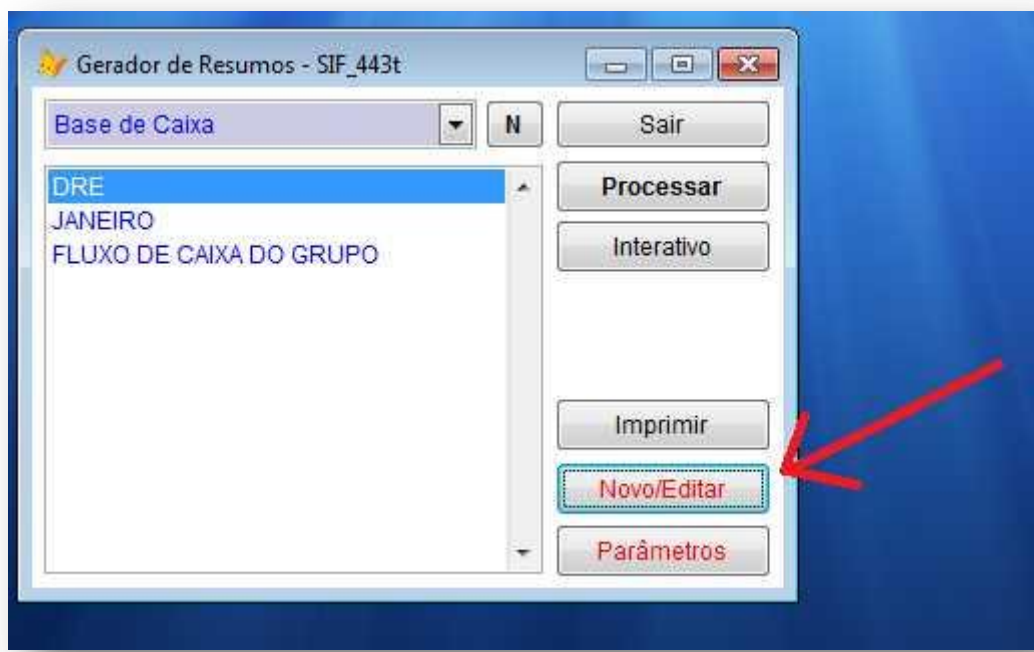 Gerador de Resumos - SIF_443t
Base de Caixa
N
Sair
DRE
JANEIRO
FLUXO DE CAIXA DO GRUPO
Processar
Interativo
Imprimir
Novo/Editar
Parâmetros